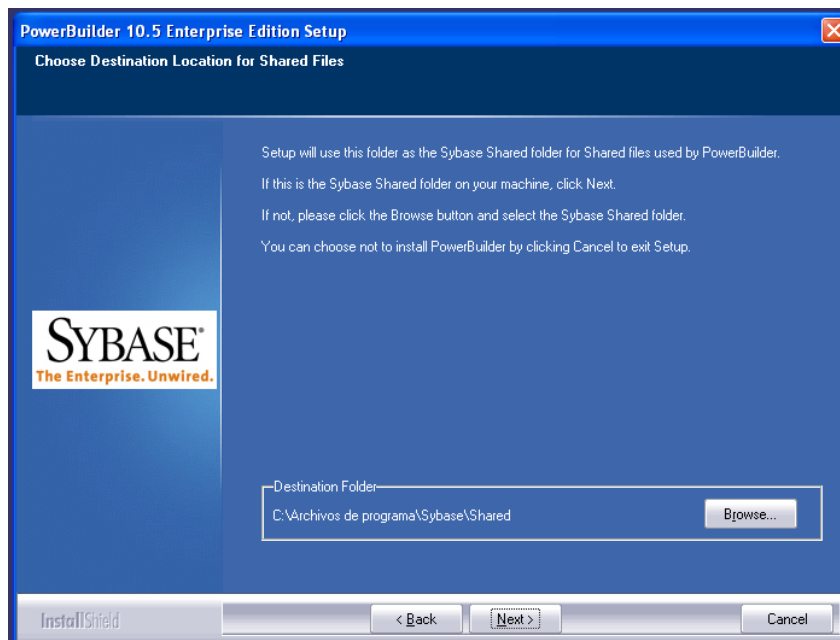 PowerBuilder 10.5 Enterprise Edition Setup
Choose Destination Location for Shared Files
Setup will use this folder as the Sybase Shared folder for Shared files used by PowerBuilder.
If this is the Sybase Shared folder on your machine, click Next.
If not, please click the Browse button and select the Sybase Shared folder.
You can choose not to install PowerBuilder by clicking Cancel to exit Setup.
SYBASE®
The Enterprise. Unwired.
Destination Folder
C:\Archivos de programa\Sybase\Shared
Browse...
InstallShield
< Back
Next >
Cancel